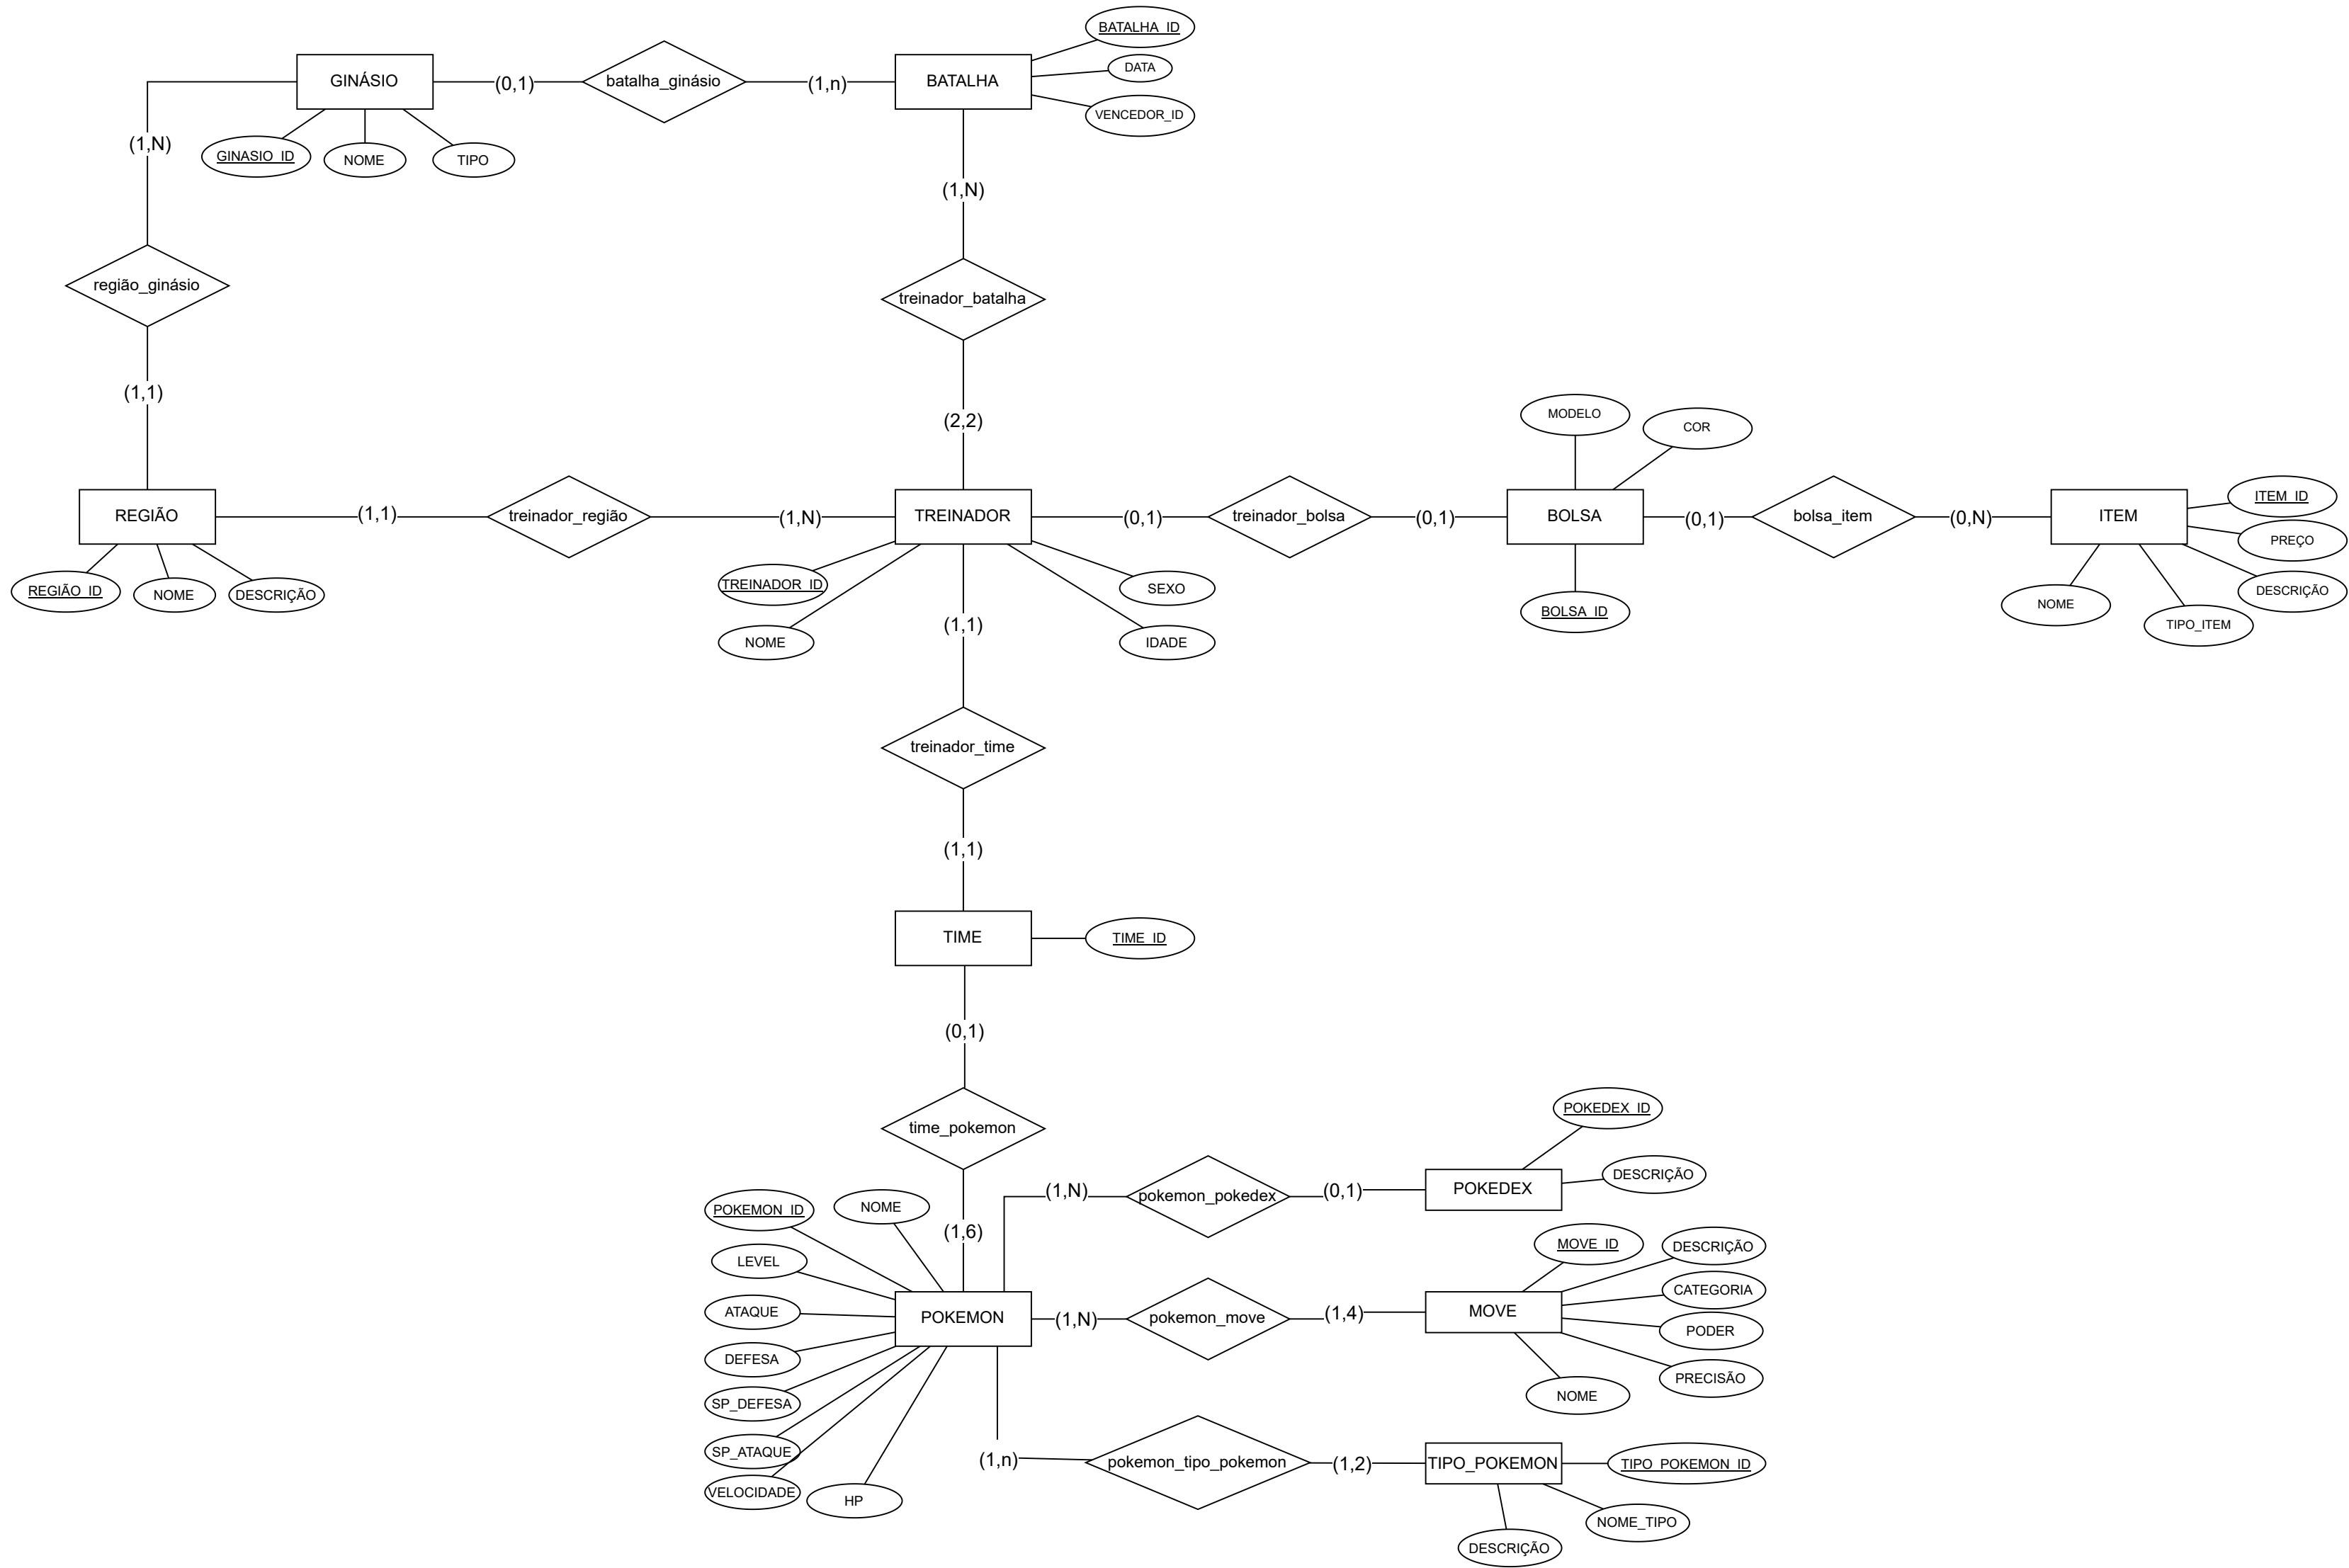 BATALHA_ID
GINÁSIO
(0,1)
batalha_ginásio
(1,n)
BATALHA
DATA
VENCEDOR_ID
(1,N)
GINASIO_ID
NOME
TIPO
(1,N)
região_ginásio
treinador_batalha
(1,1)
(2,2)
MODELO
COR
REGIÃO
(1,1)
treinador_região
(1,N)
TREINADOR
(0,1)
treinador_bolsa
(0,1)
BOLSA
(0,1)
bolsa_item
(0,N)
ITEM
ITEM_ID
PREÇO
DESCRIÇÃO
REGIÃO_ID
NOME
DESCRIÇÃO
TREINADOR_ID
SEXO
BOLSA_ID
NOME
TIPO_ITEM
NOME
(1,1)
IDADE
treinador_time
(1,1)
TIME
TIME_ID
(0,1)
time_pokemon
POKEDEX_ID
POKEMON_ID
NOME
(1,6)
(1,N)
pokemon_pokedex
(0,1)
POKEDEX
DESCRIÇÃO
LEVEL
MOVE_ID
DESCRIÇÃO
ATAQUE
POKEMON
(1,N)
pokemon_move
(1,4)
MOVE
CATEGORIA
PODER
DEFESA
PRECISÃO
SP_DEFESA
NOME
SP_ATAQUE
VELOCIDADE
HP
(1,n)
pokemon_tipo_pokemon
(1,2)
TIPO_POKEMON
TIPO_POKEMON_ID
NOME_TIPO
DESCRIÇÃO